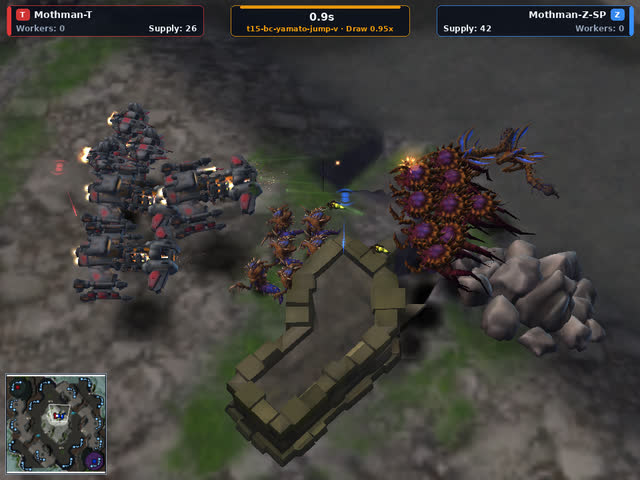 T Mothman-T
Workers: 0 Supply: 26
0.9s
t15-bc-yamato-jump-v · Draw 0.95x
Mothman-Z-SP Z
Supply: 42 Workers: 0